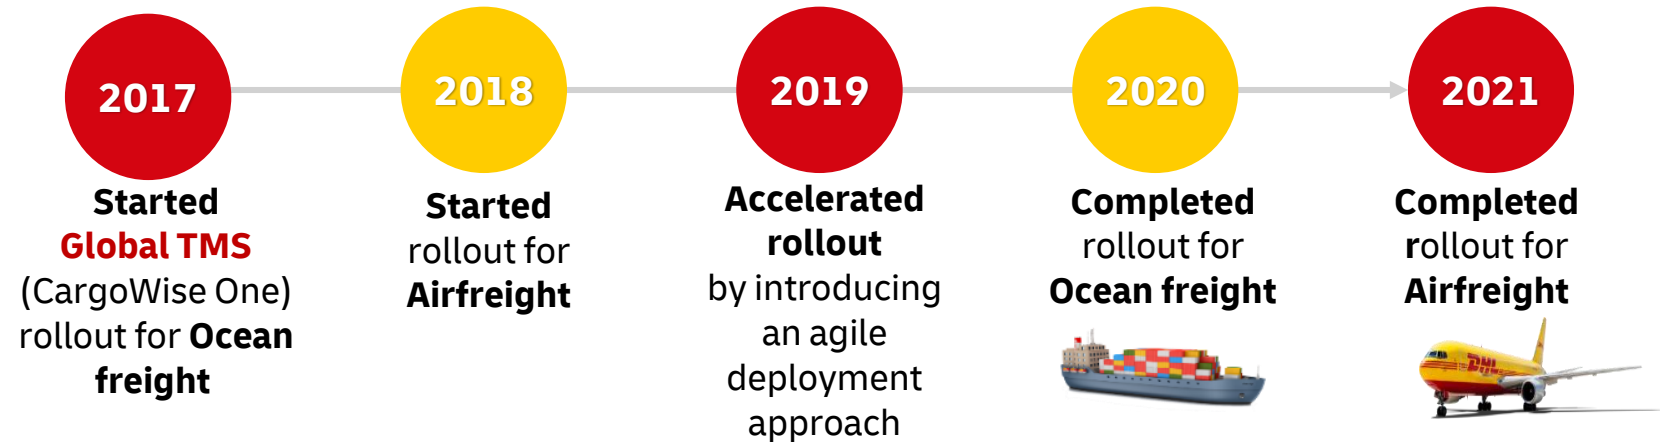 2017
Started
Global TMS
(CargoWise One)
rollout for Ocean
freight
2018
Started
rollout for
Airfreight
2019
Accelerated
rollout
by introducing
an agile
deployment
approach
2020
Completed
rollout for
Ocean freight
2021
Completed
rollout for
Airfreight
DHL